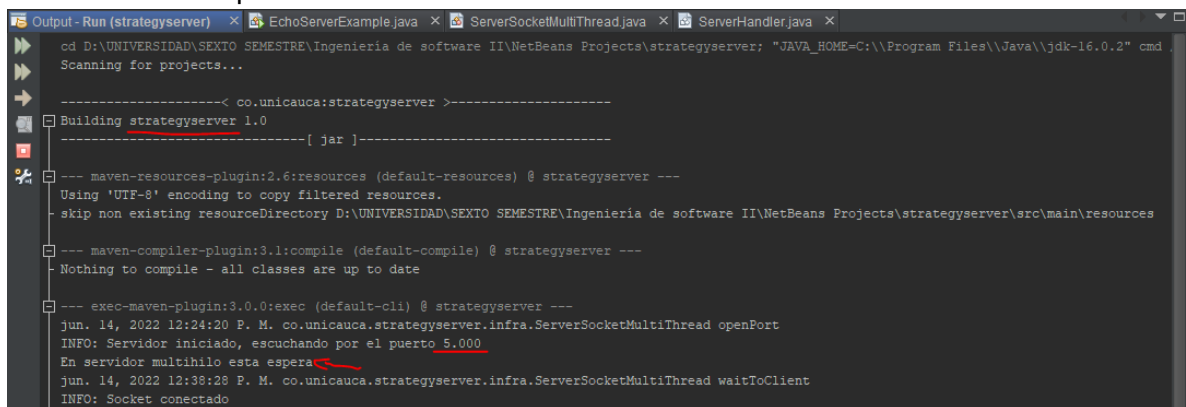 Output - Run (strategyserver) × EchoServerExample.java × ServerSocketMultiThread.java × ServerHandler.java ×
cd D:\UNIVERSIDAD\SEXTO SEMESTRE\Ingeniería de software II\NetBeans Projects\strategyserver; "JAVA_HOME=C:\\Program Files\\Java\\jdk-16.0.2" cmd
Scanning for projects...
---------------------< co.unicauca:strategyserver >---------------------
Building strategyserver 1.0
--------------------------------[ jar ]---------------------------------
--- maven-resources-plugin:2.6:resources (default-resources) @ strategyserver ---
Using 'UTF-8' encoding to copy filtered resources.
skip non existing resourceDirectory D:\UNIVERSIDAD\SEXTO SEMESTRE\Ingeniería de software II\NetBeans Projects\strategyserver\src\main\resources
--- maven-compiler-plugin:3.1:compile (default-compile) @ strategyserver ---
Nothing to compile - all classes are up to date
--- exec-maven-plugin:3.0.0:exec (default-cli) @ strategyserver ---
jun. 14, 2022 12:24:20 P. M. co.unicauca.strategyserver.infra.ServerSocketMultiThread openPort
INFO: Servidor iniciado, escuchando por el puerto 5.000
En servidor multihilo esta espera
jun. 14, 2022 12:38:28 P. M. co.unicauca.strategyserver.infra.ServerSocketMultiThread waitToClient
INFO: Socket conectado